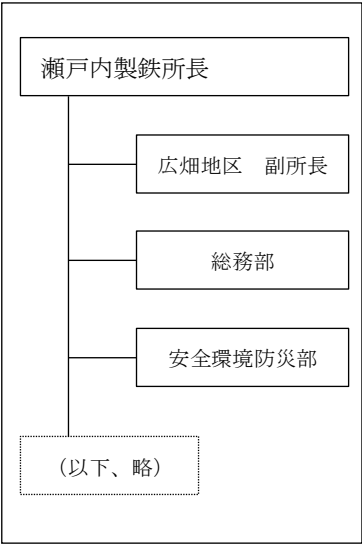 瀬戸内製鉄所長
広畑地区　副所長
総務部
安全環境防災部
（以下、略）